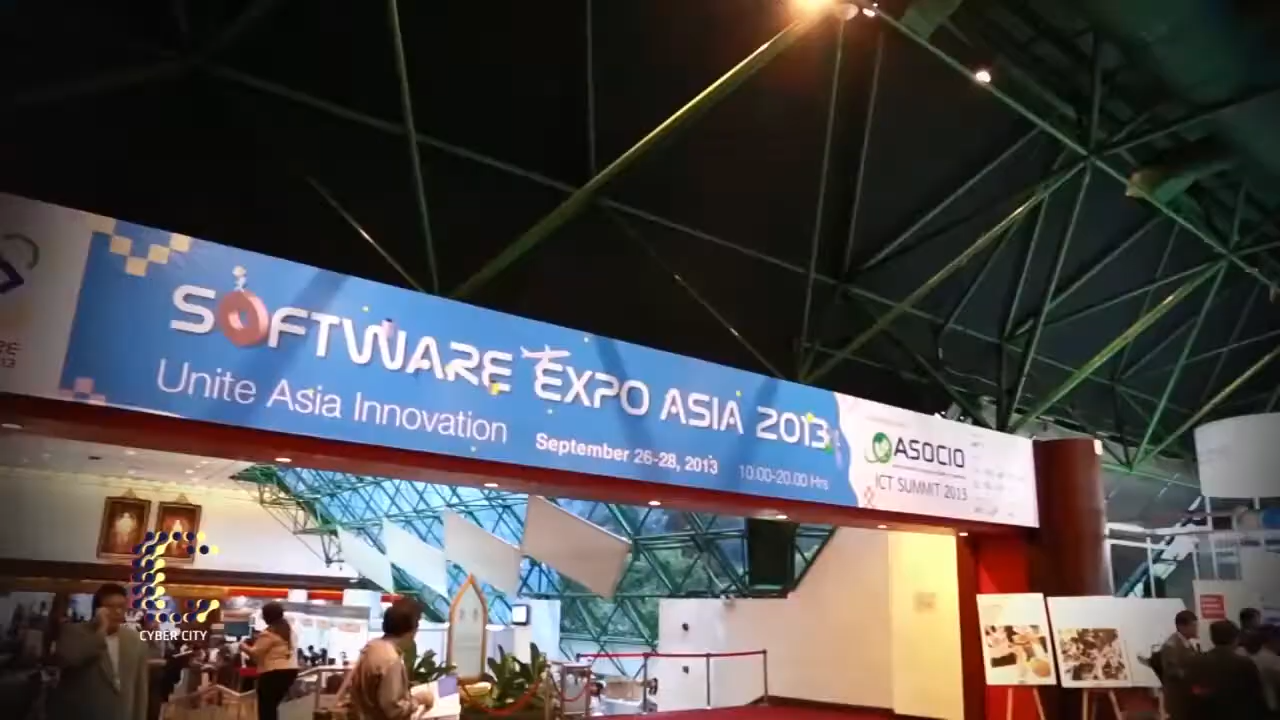 SOFTWARE EXPO ASIA 2013
Unite Asia Innovation
September 26-28, 2013 10:00-20.00 Hrs
ASOCIO
ICT SUMMIT 2013
CYBER CITY